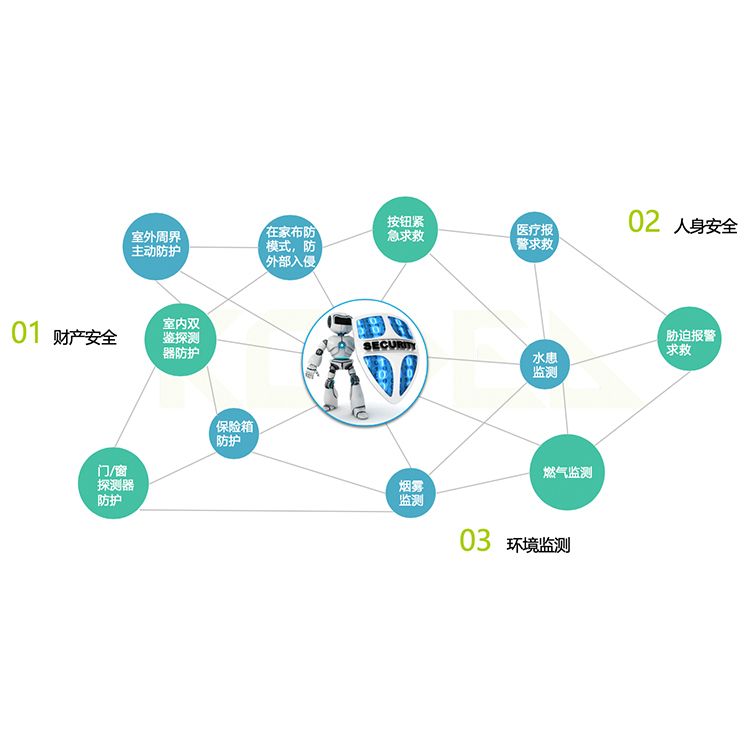 室外周界
主动防护
在家布防
模式，防
外部入侵
按钮紧
急求救
医疗报
警求救
02 人身安全
01 财产安全
室内双
鉴探测
器防护
SECURITY
水患
监测
胁迫报警
求救
保险箱
防护
门/窗
探测器
防护
烟雾
监测
燃气监测
03 环境监测